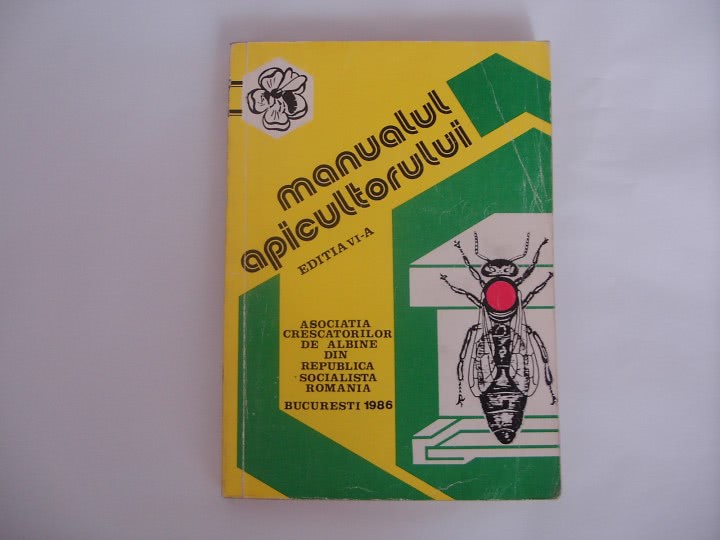 manualul
apicultorului
EDITIA VI-A
ASOCIATIA
CRESCATORILOR
DE ALBINE
DIN
REPUBLICA
SOCIALISTA
ROMANIA
BUCURESTI 1986